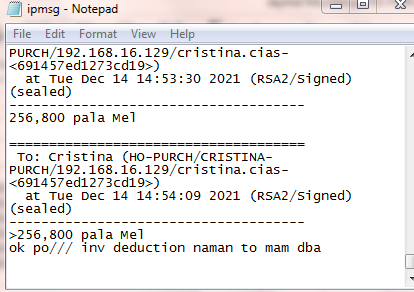 ipmsg - Notepad
File Edit Format View Help
PURCH/192.168.16.129/cristina.cias-
<691457ed1273cd19>)
  at Tue Dec 14 14:53:30 2021 (RSA2/Signed)
(sealed)
-------------------------------------
256,800 pala Mel

=====================================
 To: Cristina (HO-PURCH/CRISTINA-
PURCH/192.168.16.129/cristina.cias-
<691457ed1273cd19>)
  at Tue Dec 14 14:54:09 2021 (RSA2/Signed)
(sealed)
-------------------------------------
>256,800 pala Mel
ok po/// inv deduction naman to mam dba